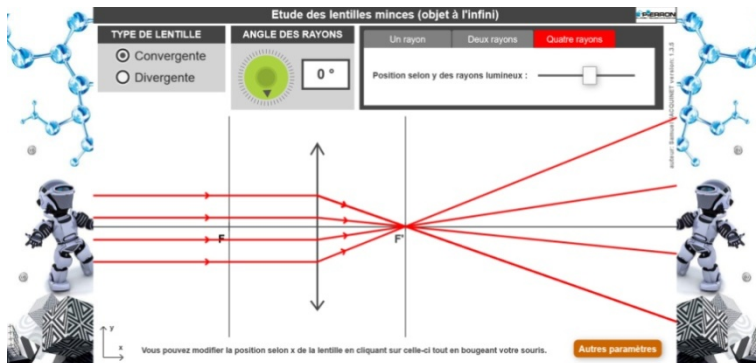 Etude des lentilles minces (objet à l'infini)
TYPE DE LENTILLE
Convergente
Divergente
ANGLE DES RAYONS
0 °
Un rayon
Deux rayons
Quatre rayons
Position selon y des rayons lumineux :
F
F'
y
x
Vous pouvez modifier la position selon x de la lentille en cliquant sur celle-ci tout en bougeant votre souris.
Autres paramètres